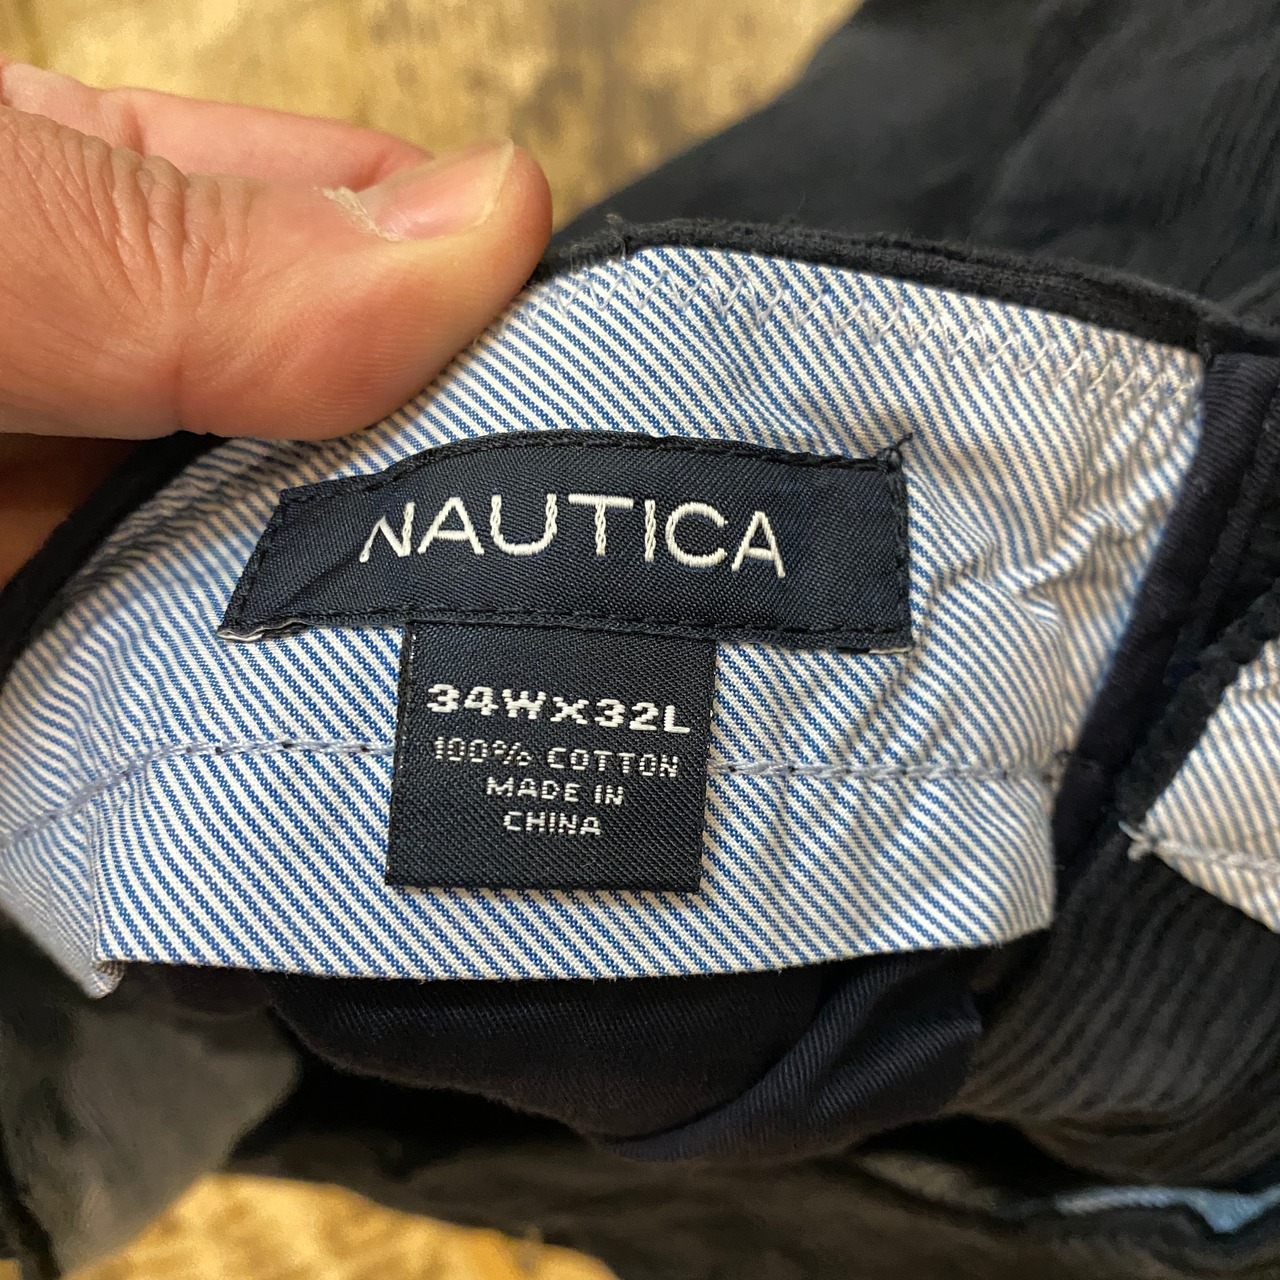 NAUTICA
34WX32L
100% COTTON
MADE IN
CHINA